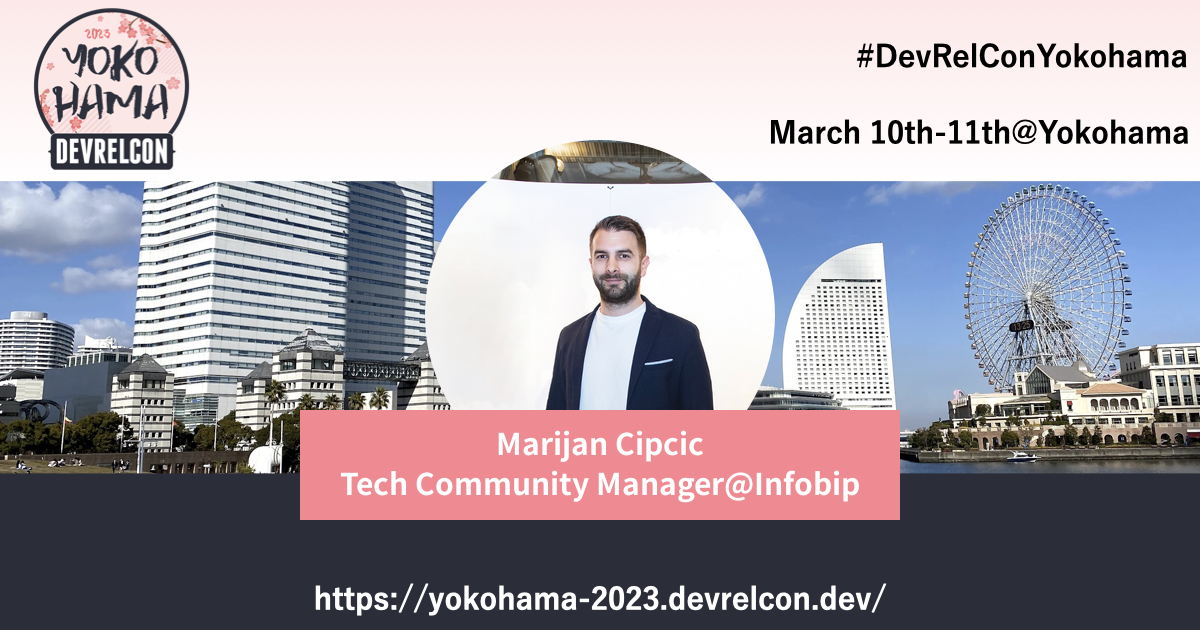 2023
YOKO
HAMA
DEVRELCON
#DevRelConYokohama
March 10th-11th@Yokohama
Marijan Cipcic
Tech Community Manager@Infobip
https://yokohama-2023.devrelcon.dev/